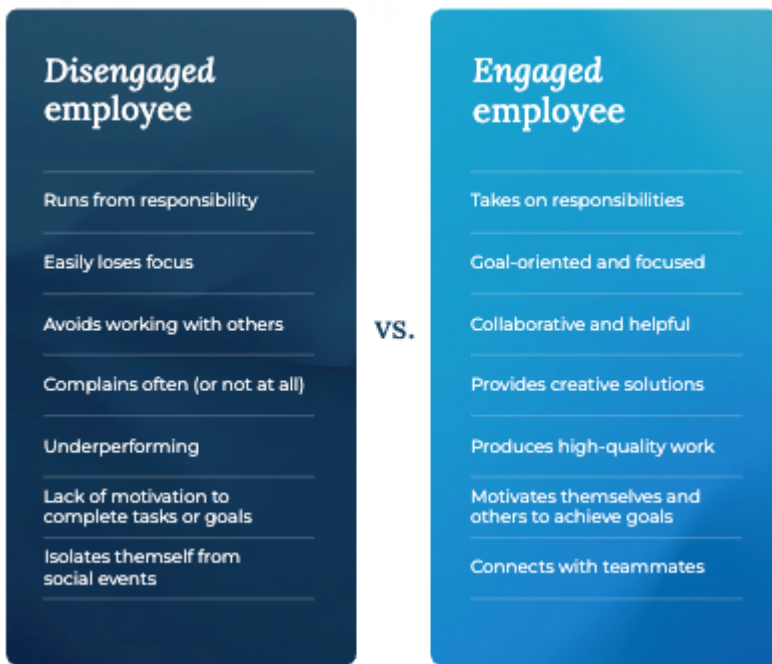 Disengaged
employee
Runs from responsibility
Easily loses focus
Avoids working with others
Complains often (or not at all)
Underperforming
Lack of motivation to
complete tasks or goals
Isolates themself from
social events
vs.
Engaged
employee
Takes on responsibilities
Goal-oriented and focused
Collaborative and helpful
Provides creative solutions
Produces high-quality work
Motivates themselves and
others to achieve goals
Connects with teammates